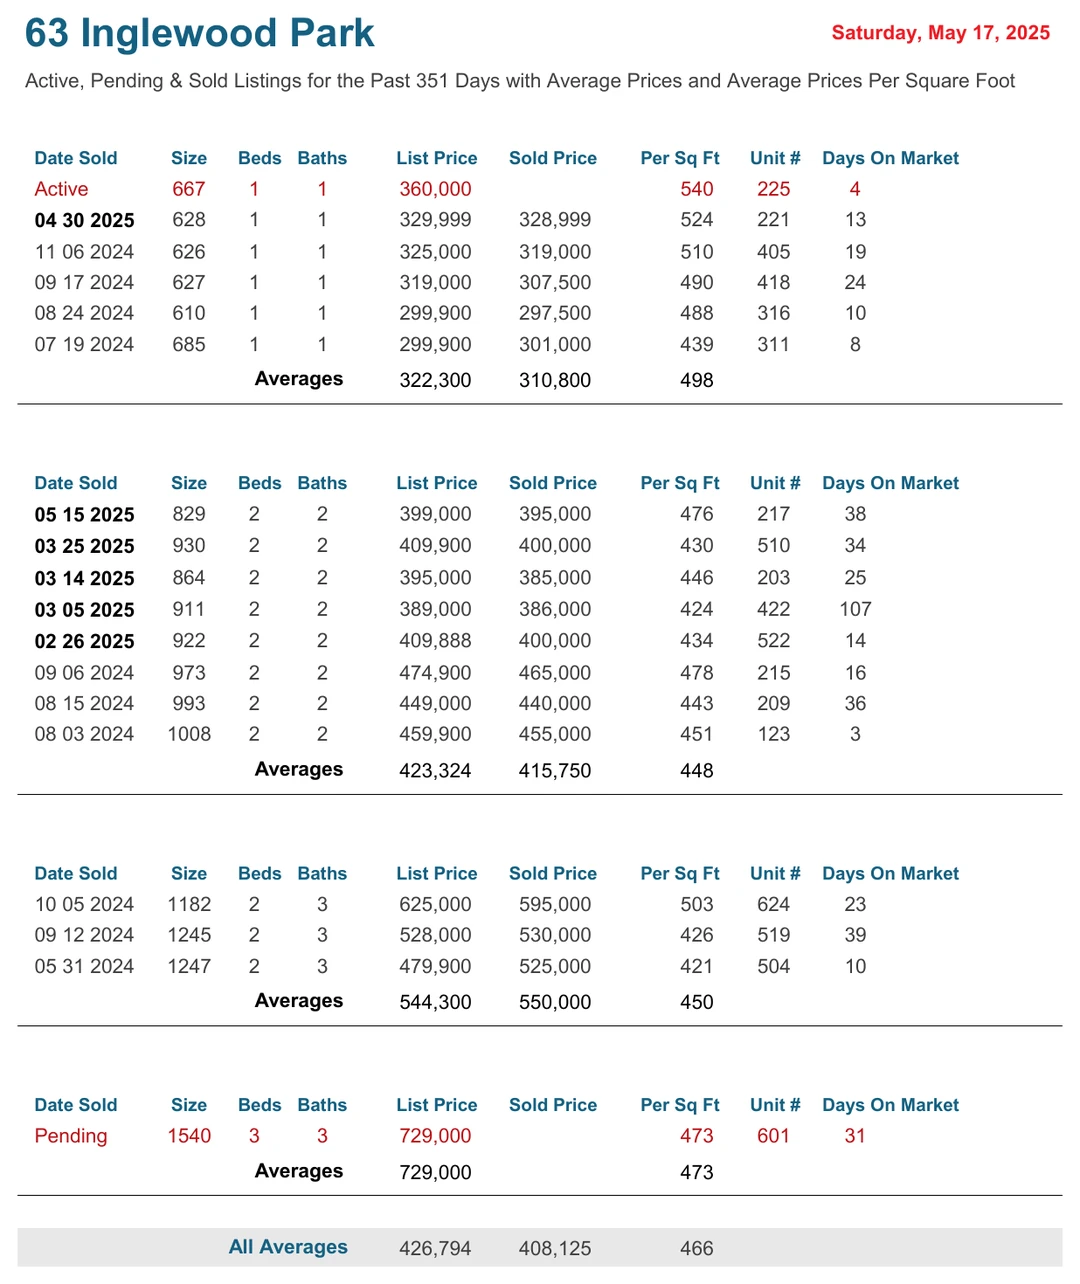 63 Inglewood Park
Saturday, May 17, 2025
Active, Pending & Sold Listings for the Past 351 Days with Average Prices and Average Prices Per Square Foot
Date Sold Size Beds Baths List Price Sold Price Per Sq Ft Unit # Days On Market
Active 667 1 1 360,000 540 225 4
04 30 2025 628 1 1 329,999 328,999 524 221 13
11 06 2024 626 1 1 325,000 319,000 510 405 19
09 17 2024 627 1 1 319,000 307,500 490 418 24
08 24 2024 610 1 1 299,900 297,500 488 316 10
07 19 2024 685 1 1 299,900 301,000 439 311 8
Averages 322,300 310,800 498
Date Sold Size Beds Baths List Price Sold Price Per Sq Ft Unit # Days On Market
05 15 2025 829 2 2 399,000 395,000 476 217 38
03 25 2025 930 2 2 409,900 400,000 430 510 34
03 14 2025 864 2 2 395,000 385,000 446 203 25
03 05 2025 911 2 2 389,000 386,000 424 422 107
02 26 2025 922 2 2 409,888 400,000 434 522 14
09 06 2024 973 2 2 474,900 465,000 478 215 16
08 15 2024 993 2 2 449,000 440,000 443 209 36
08 03 2024 1008 2 2 459,900 455,000 451 123 3
Averages 423,324 415,750 448
Date Sold Size Beds Baths List Price Sold Price Per Sq Ft Unit # Days On Market
10 05 2024 1182 2 3 625,000 595,000 503 624 23
09 12 2024 1245 2 3 528,000 530,000 426 519 39
05 31 2024 1247 2 3 479,900 525,000 421 504 10
Averages 544,300 550,000 450
Date Sold Size Beds Baths List Price Sold Price Per Sq Ft Unit # Days On Market
Pending 1540 3 3 729,000 473 601 31
Averages 729,000 473
All Averages 426,794 408,125 466